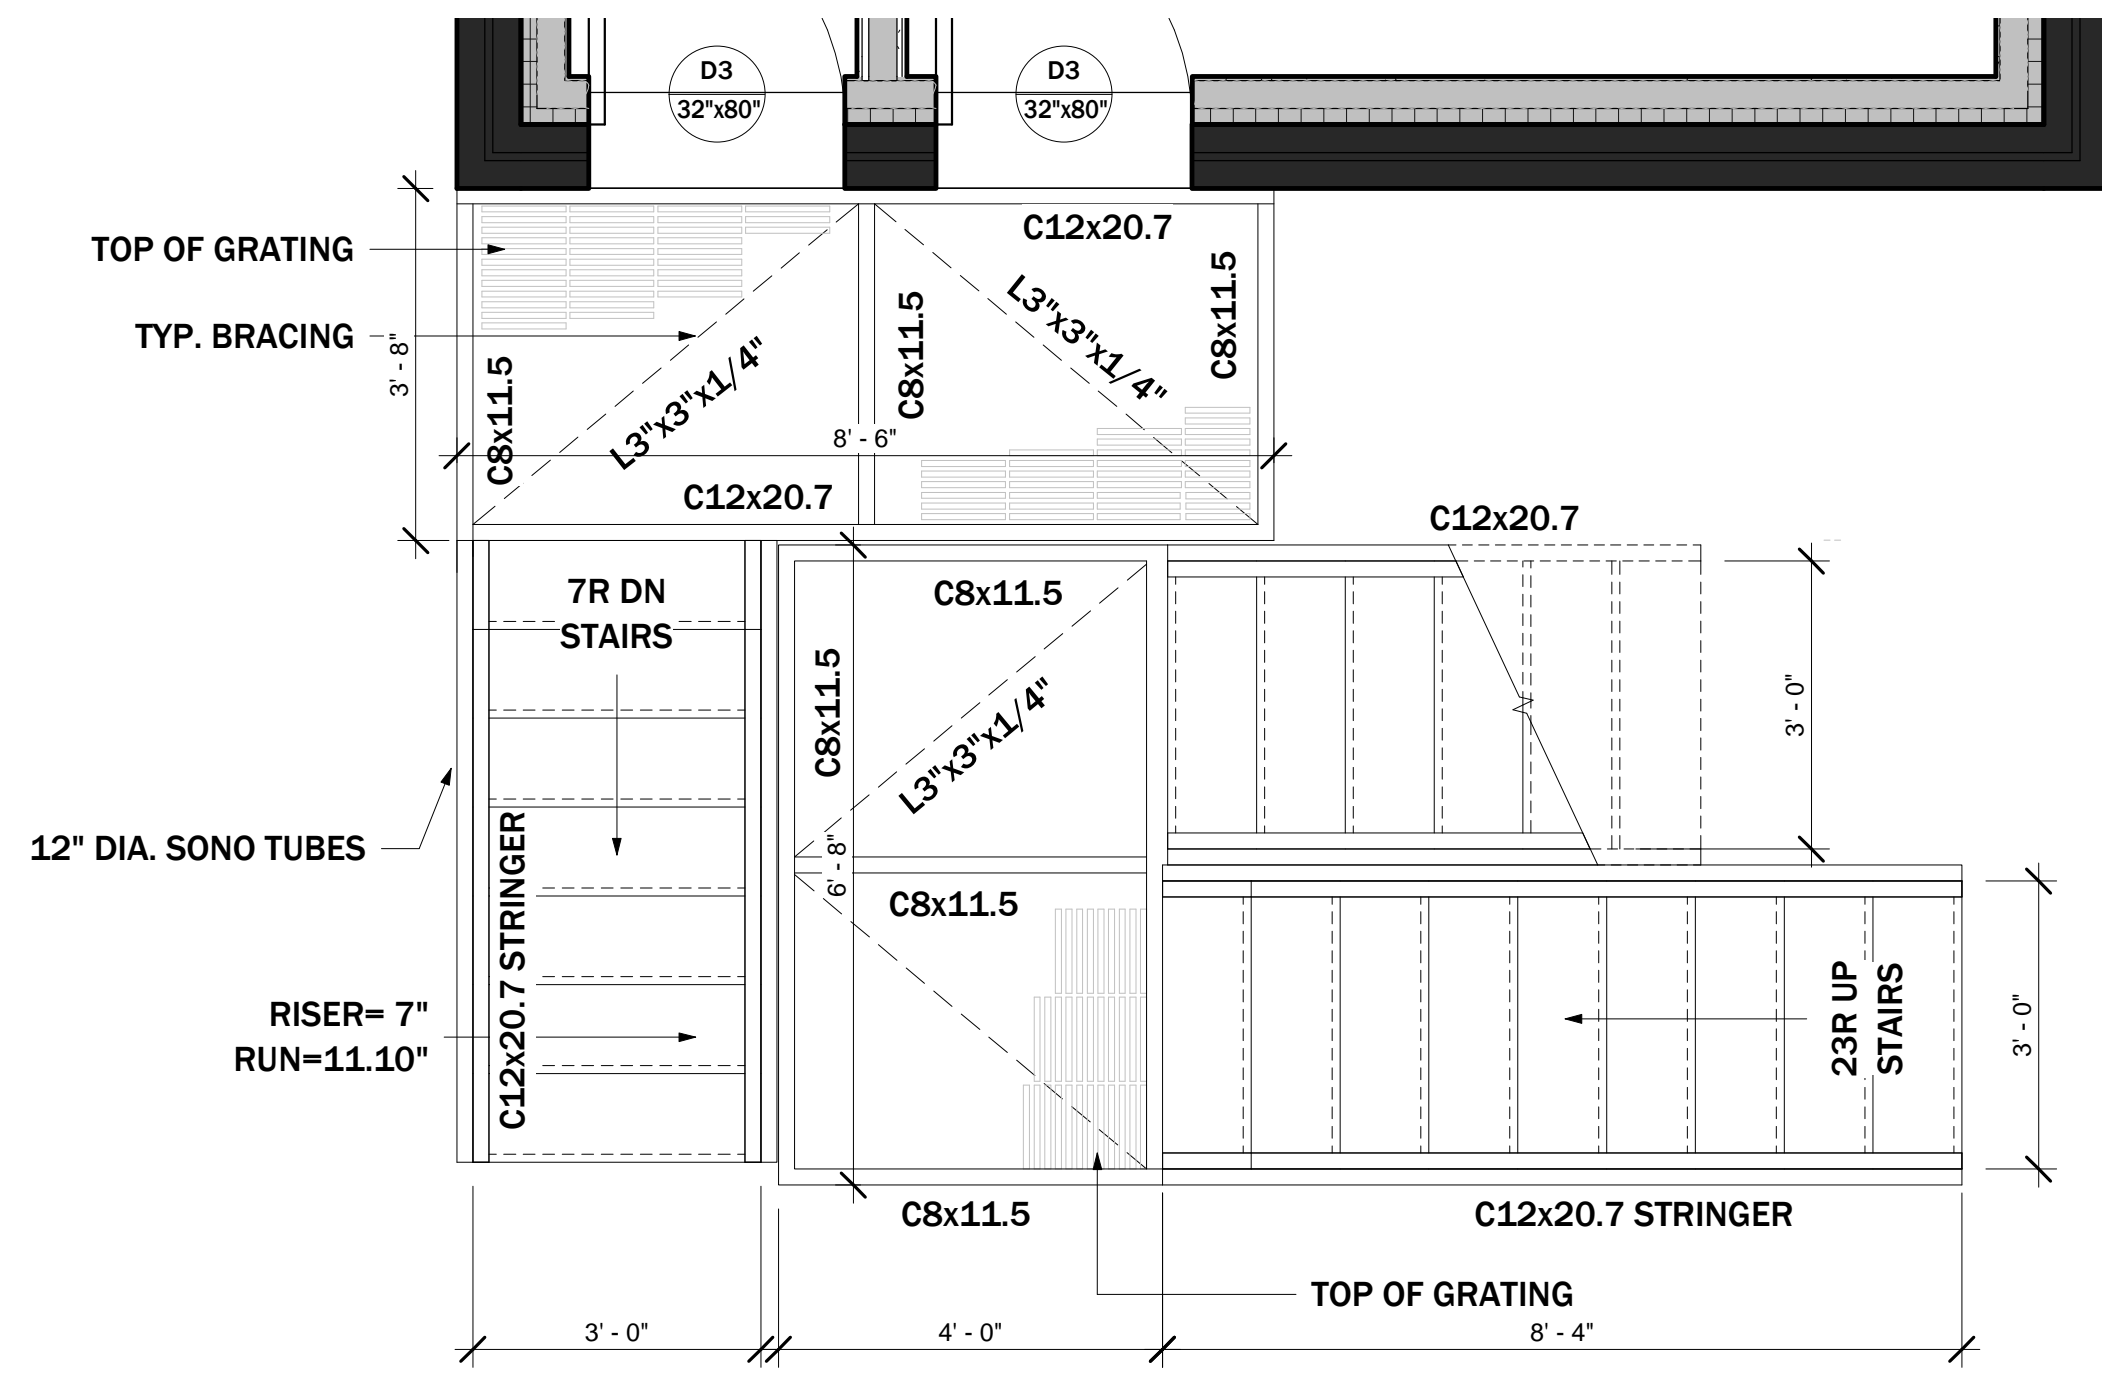 D3
32"x80"
D3
32"x80"
TOP OF GRATING
C12x20.7
C8x11.5
TYP. BRACING
3' - 8"
L3"x3"x1/4"
C8x11.5
L3"x3"x1/4"
C8x11.5
8' - 6"
C12x20.7
C12x20.7
7R DN
STAIRS
C8x11.5
C8x11.5
L3"x3"x1/4"
3' - 0"
12" DIA. SONO TUBES
6' - 8"
C8x11.5
C12x20.7 STRINGER
RISER= 7"
RUN=11.10"
23R UP
STAIRS
3' - 0"
C8x11.5
C12x20.7 STRINGER
TOP OF GRATING
3' - 0"
4' - 0"
8' - 4"